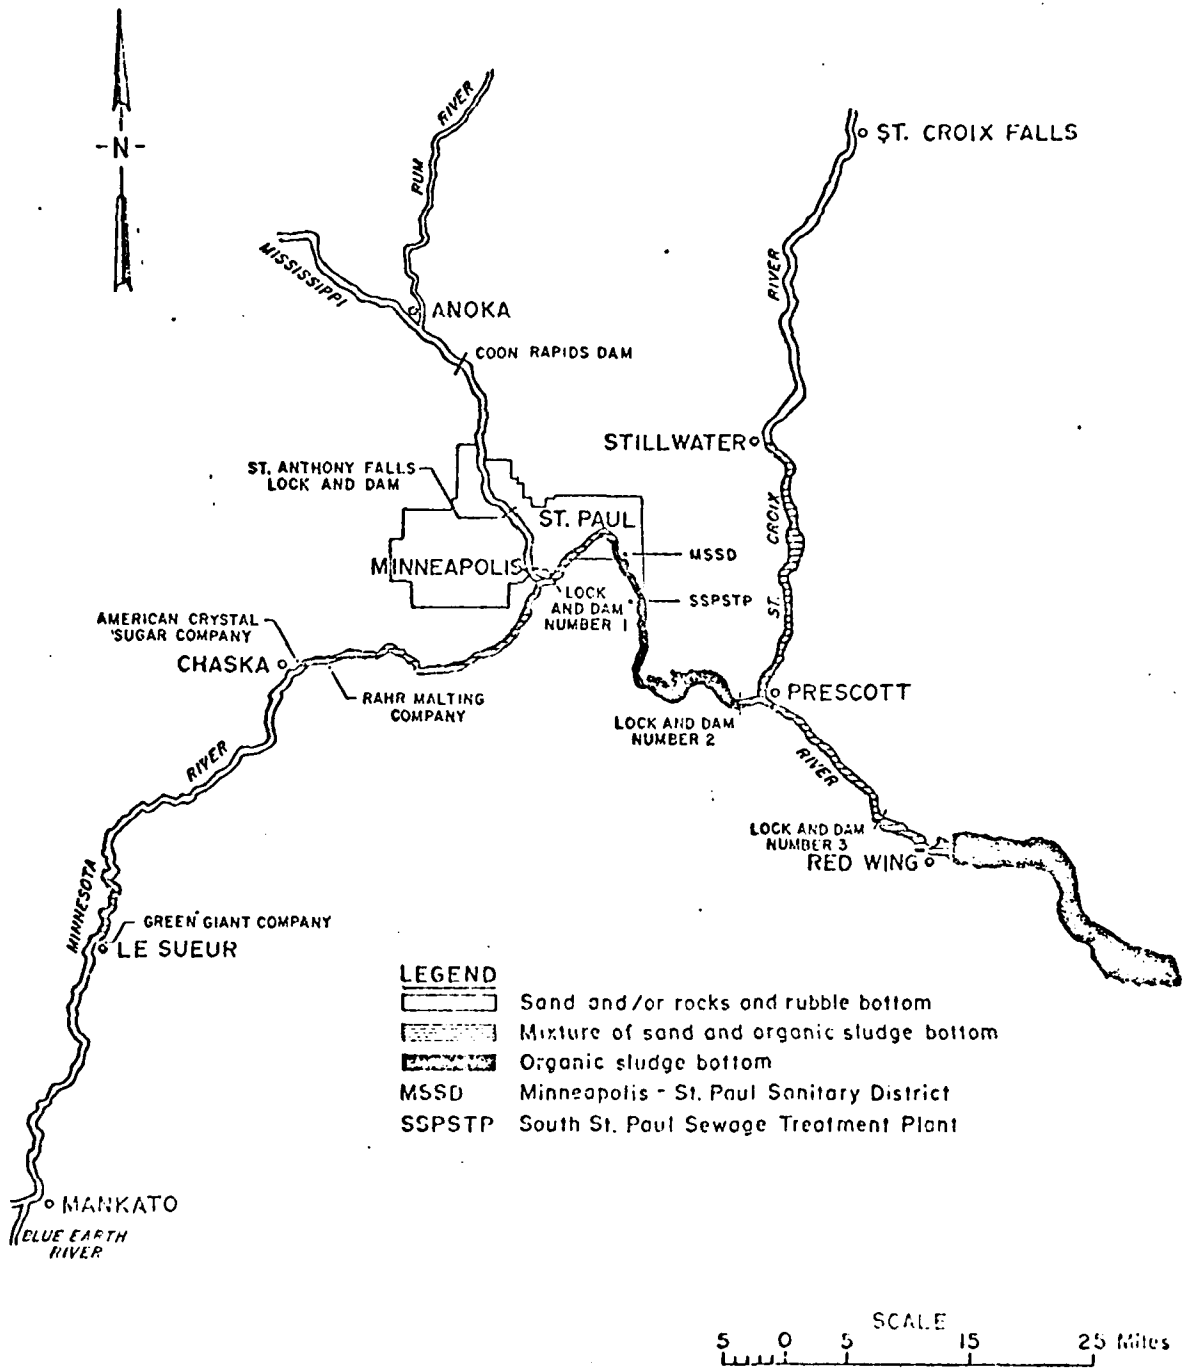 -N-
RUM RIVER
ST. CROIX FALLS
MISSISSIPPI
ANOKA
COON RAPIDS DAM
RIVER
STILLWATER
ST. ANTHONY FALLS
LOCK AND DAM
ST. PAUL
CROIX
MSSD
MINNEAPOLIS
LOCK
AND DAM
NUMBER 1
SSPSTP
ST.
AMERICAN CRYSTAL
SUGAR COMPANY
CHASKA
RAHR MALTING
COMPANY
PRESCOTT
LOCK AND DAM
NUMBER 2
RIVER
RIVER
LOCK AND DAM
NUMBER 3
RED WING
MINNESOTA
GREEN GIANT COMPANY
LE SUEUR
LEGEND
Sand and/or rocks and rubble bottom
Mixture of sand and organic sludge bottom
Organic sludge bottom
MSSD Minneapolis - St. Paul Sanitary District
SSPSTP South St. Paul Sewage Treatment Plant
MANKATO
BLUE EARTH
RIVER
SCALE
5 0 5 15 25 Miles